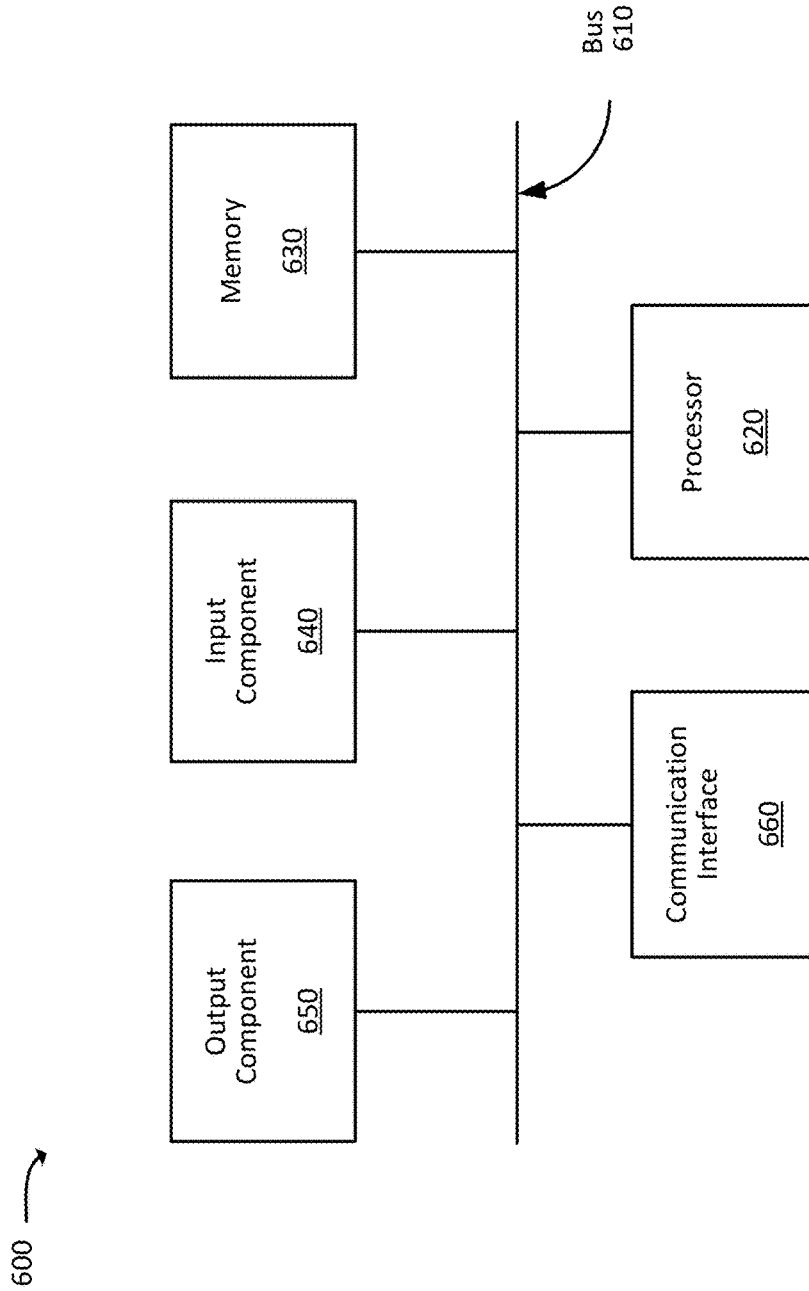 600
Output
Component
650
Input
Component
640
Memory
630
Bus
610
Communication
Interface
660
Processor
620